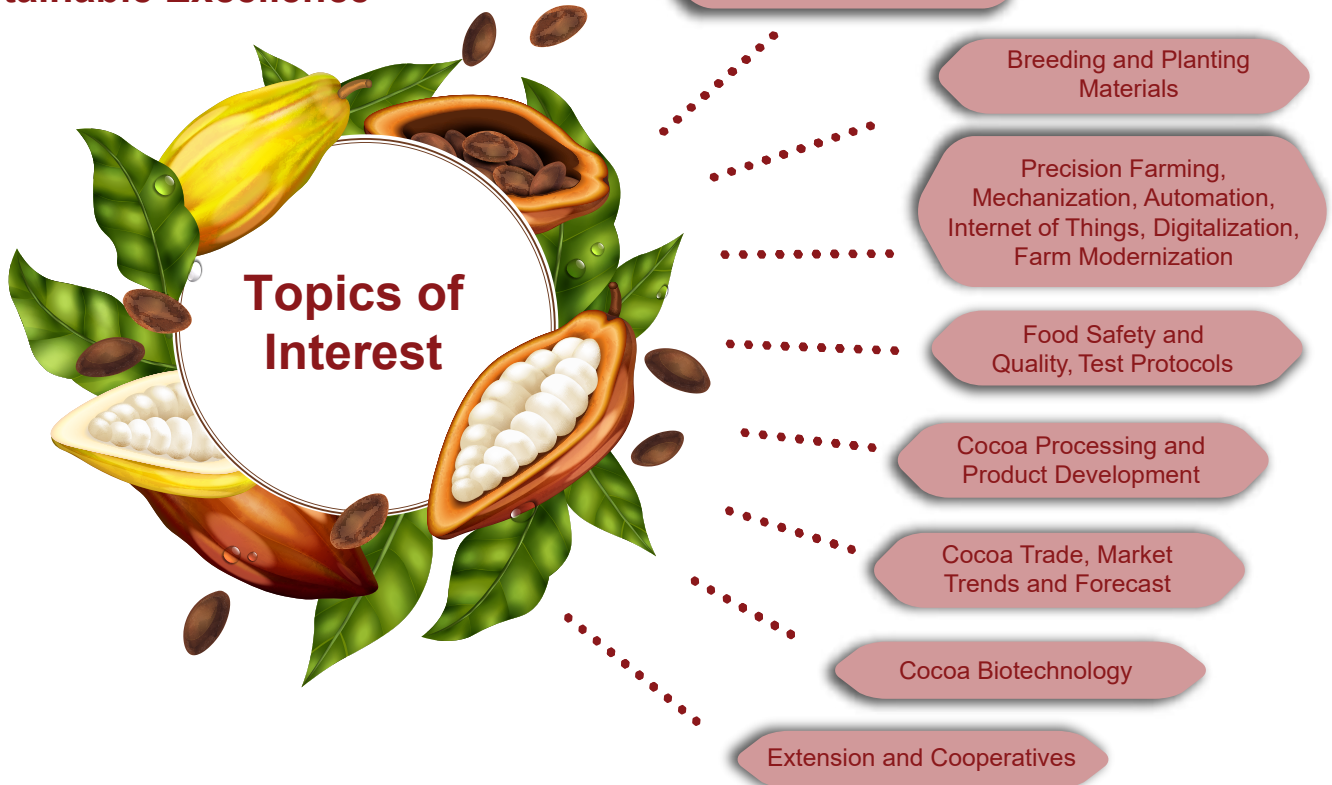 Topics of
Interest
Breeding and Planting
Materials
Precision Farming,
Mechanization, Automation,
Internet of Things, Digitalization,
Farm Modernization
Food Safety and
Quality, Test Protocols
Cocoa Processing and
Product Development
Cocoa Trade, Market
Trends and Forecast
Cocoa Biotechnology
Extension and Cooperatives